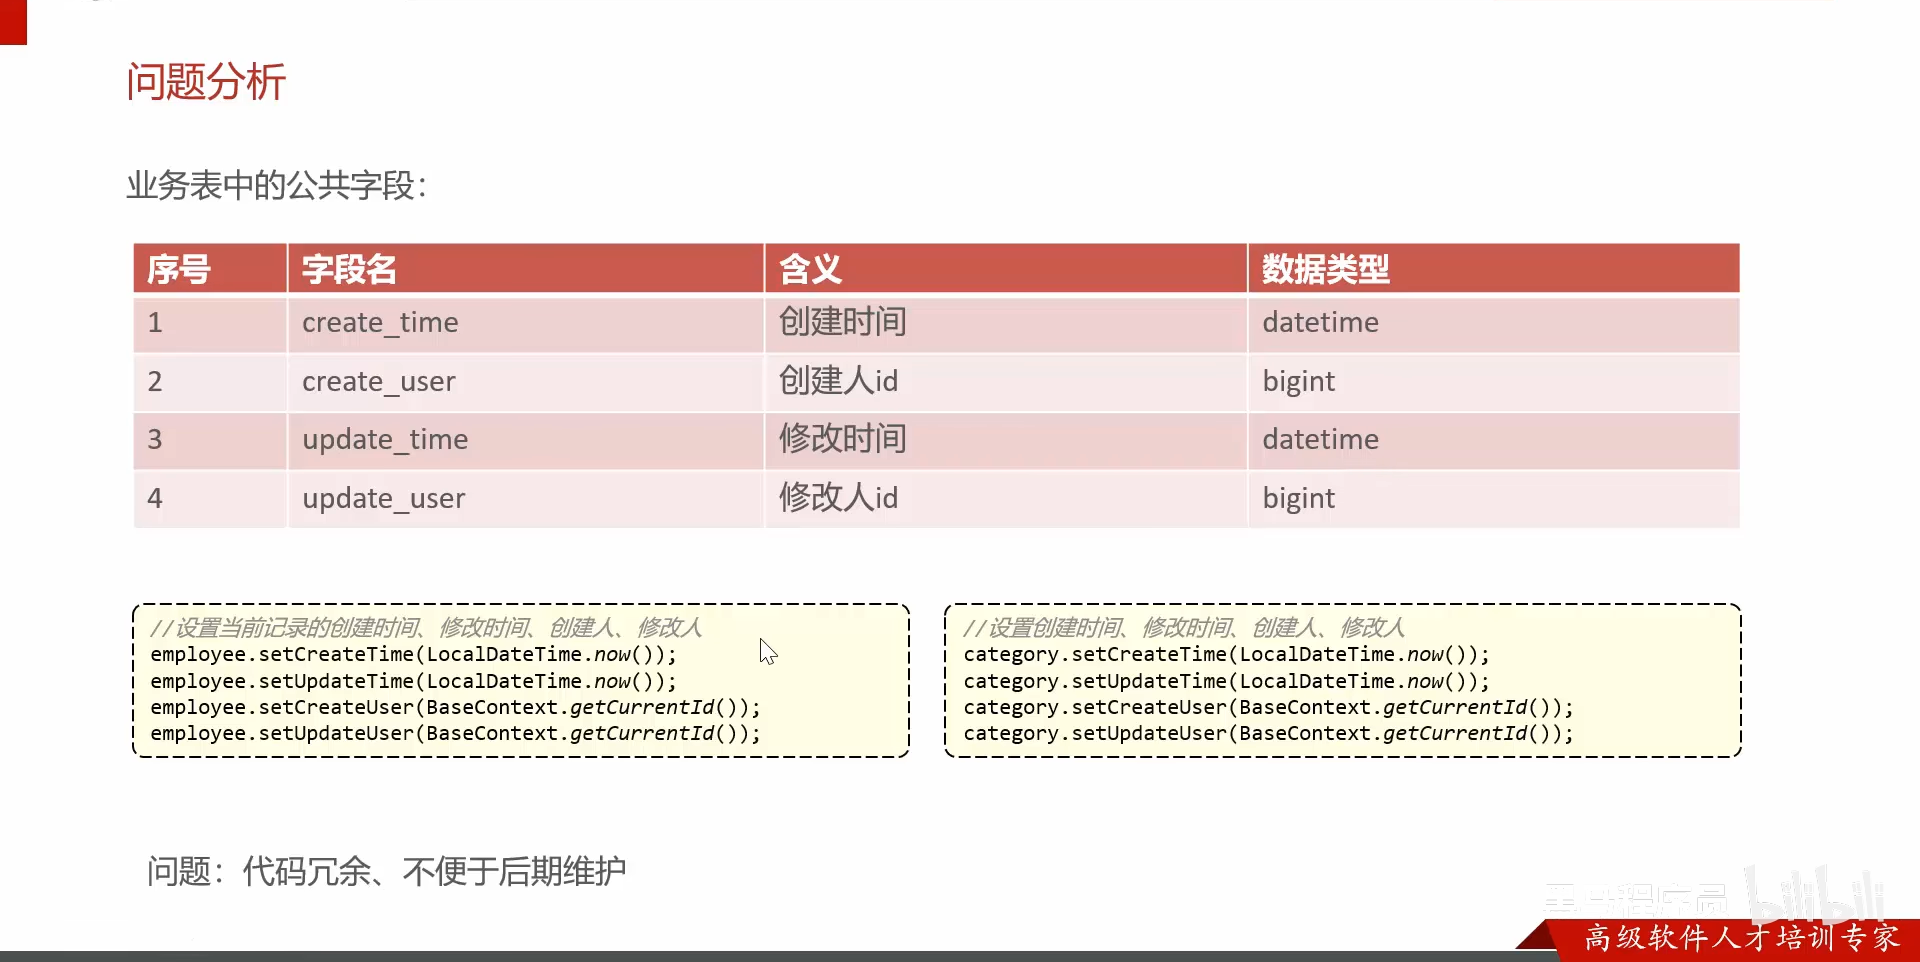 问题分析
业务表中的公共字段：
序号 字段名 含义 数据类型
1 create_time 创建时间 datetime
2 create_user 创建人id bigint
3 update_time 修改时间 datetime
4 update_user 修改人id bigint
//设置当前记录的创建时间、修改时间、创建人、修改人
employee.setCreateTime(LocalDateTime.now());
employee.setUpdateTime(LocalDateTime.now());
employee.setCreateUser(BaseContext.getCurrentId());
employee.setUpdateUser(BaseContext.getCurrentId());
//设置创建时间、修改时间、创建人、修改人
category.setCreateTime(LocalDateTime.now());
category.setUpdateTime(LocalDateTime.now());
category.setCreateUser(BaseContext.getCurrentId());
category.setUpdateUser(BaseContext.getCurrentId());
问题：代码冗余、不便于后期维护
黑马程序员 bilibili
高级软件人才培训专家